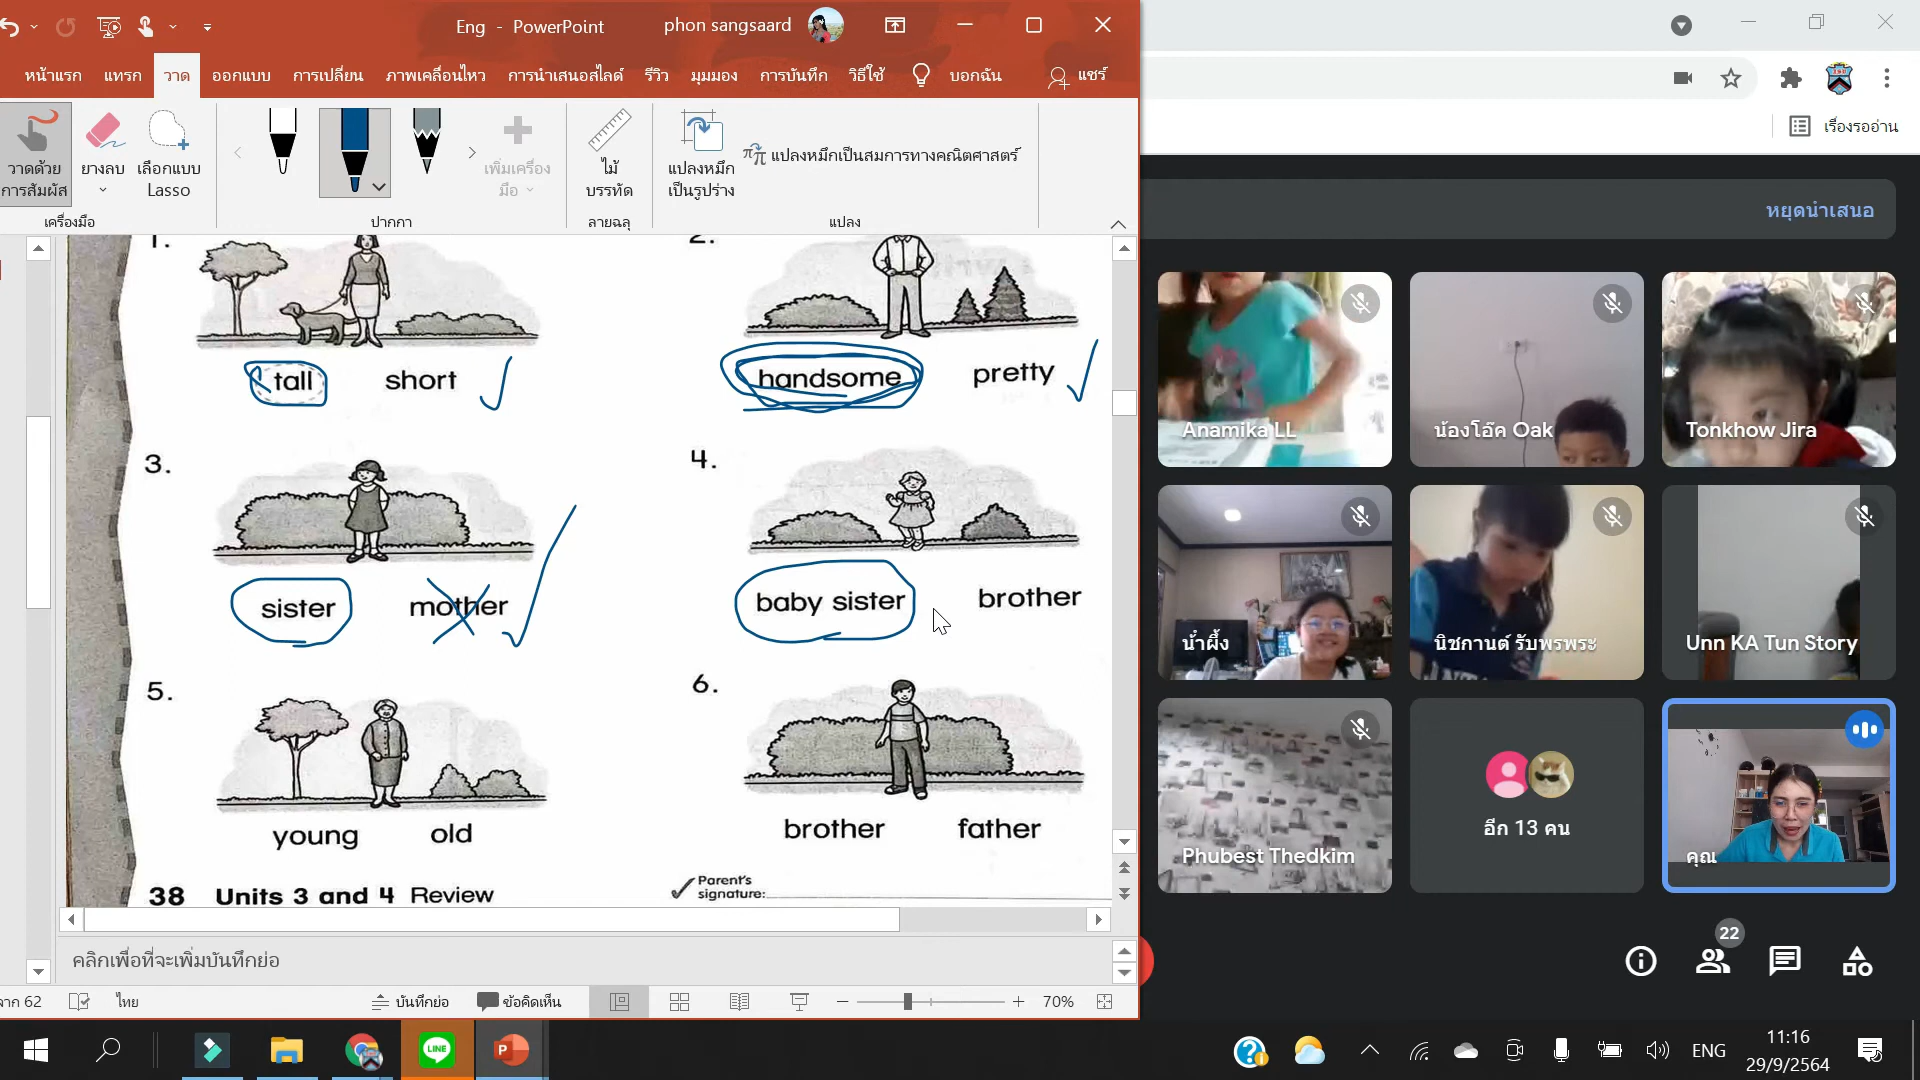 Eng - PowerPoint
phon sangsaard
หน้าแรก
แทรก
วาด
ออกแบบ
การเปลี่ยน
ภาพเคลื่อนไหว
การนำเสนอสไลด์
รีวิว
มุมมอง
การบันทึก
วิธีใช้
บอกฉัน
แชร์
วาดด้วย
การสัมผัส
ยางลบ
เลือกแบบ
Lasso
เพิ่มเครื่อง
มือ
ไม้
บรรทัด
แปลงหมึก
เป็นรูปร่าง
แปลงหมึกเป็นสมการทางคณิตศาสตร์
เครื่องมือ
ปากกา
ลายฉลุ
แปลง
1.
2.
tall short
handsome pretty
3.
4.
sister mother
baby sister brother
5.
6.
young old
brother father
38 Units 3 and 4 Review
Parent's
signature:
คลิกเพื่อที่จะเพิ่มบันทึกย่อ
จาก 62
ไทย
บันทึกย่อ
ข้อคิดเห็น
70%
เรื่องรออ่าน
หยุดนำเสนอ
Anamika LL
น้องโอ๊ค Oak
Tonkhow Jira
น้ำผึ้ง
นิชกานต์ รับพรพระ
Unn KA Tun Story
Phubest Thedkim
อีก 13 คน
คุณ
22
LINE
ENG
11:16
29/9/2564